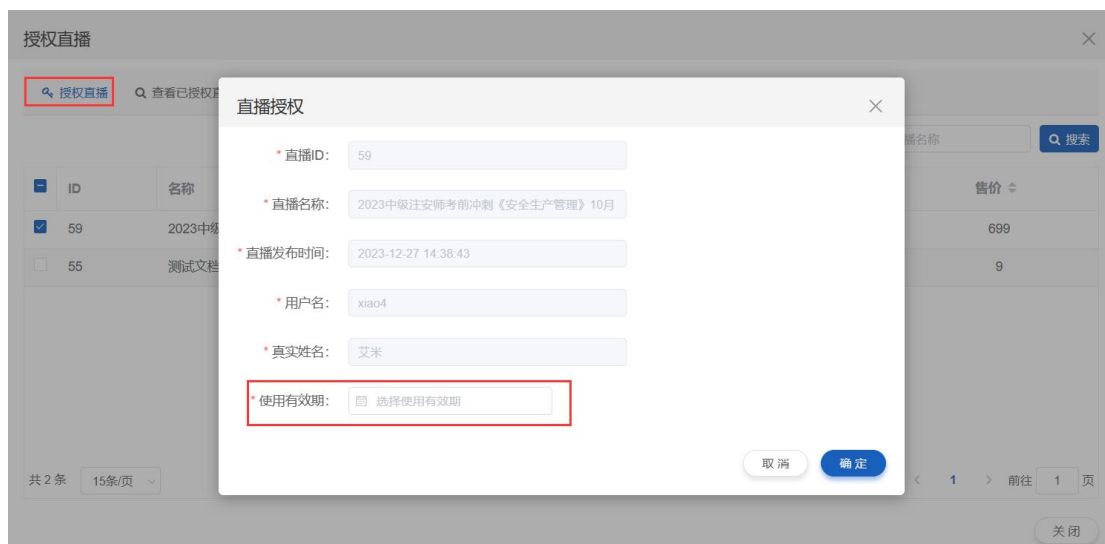 授权直播
授权直播 查看已授权直
直播授权
播名称 搜索
* 直播ID: 59
ID 名称 售价
* 直播名称: 2023中级注安师考前冲刺《安全生产管理》10月
59 2023中级 699
* 直播发布时间: 2023-12-27 14:38:43
55 测试文档 9
* 用户名: xiao4
* 真实姓名: 艾米
* 使用有效期: 选择使用有效期
取消 确定
共 2 条 15条/页 1 前往 1 页
关闭